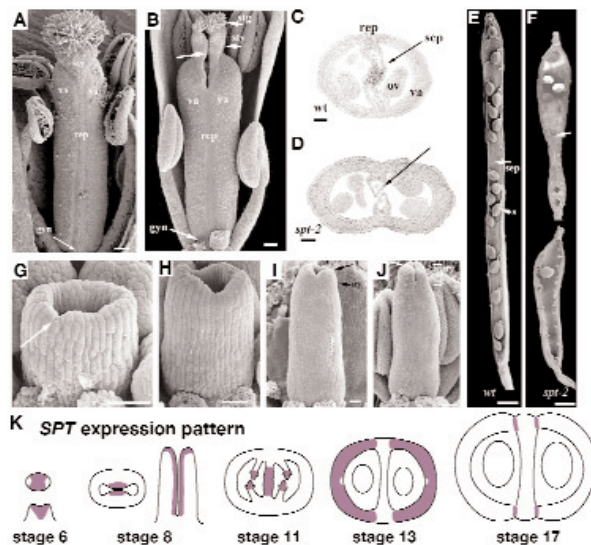 A
B
C
D
E
F
G
H
I
J
K
stg
sty
va
va
rep
gyn
va
va
rep
gyn
rep
sep
ov
va
wt
spt-2
sep
s
wt
spt-2
SPT expression pattern
stage 6
stage 8
stage 11
stage 13
stage 17